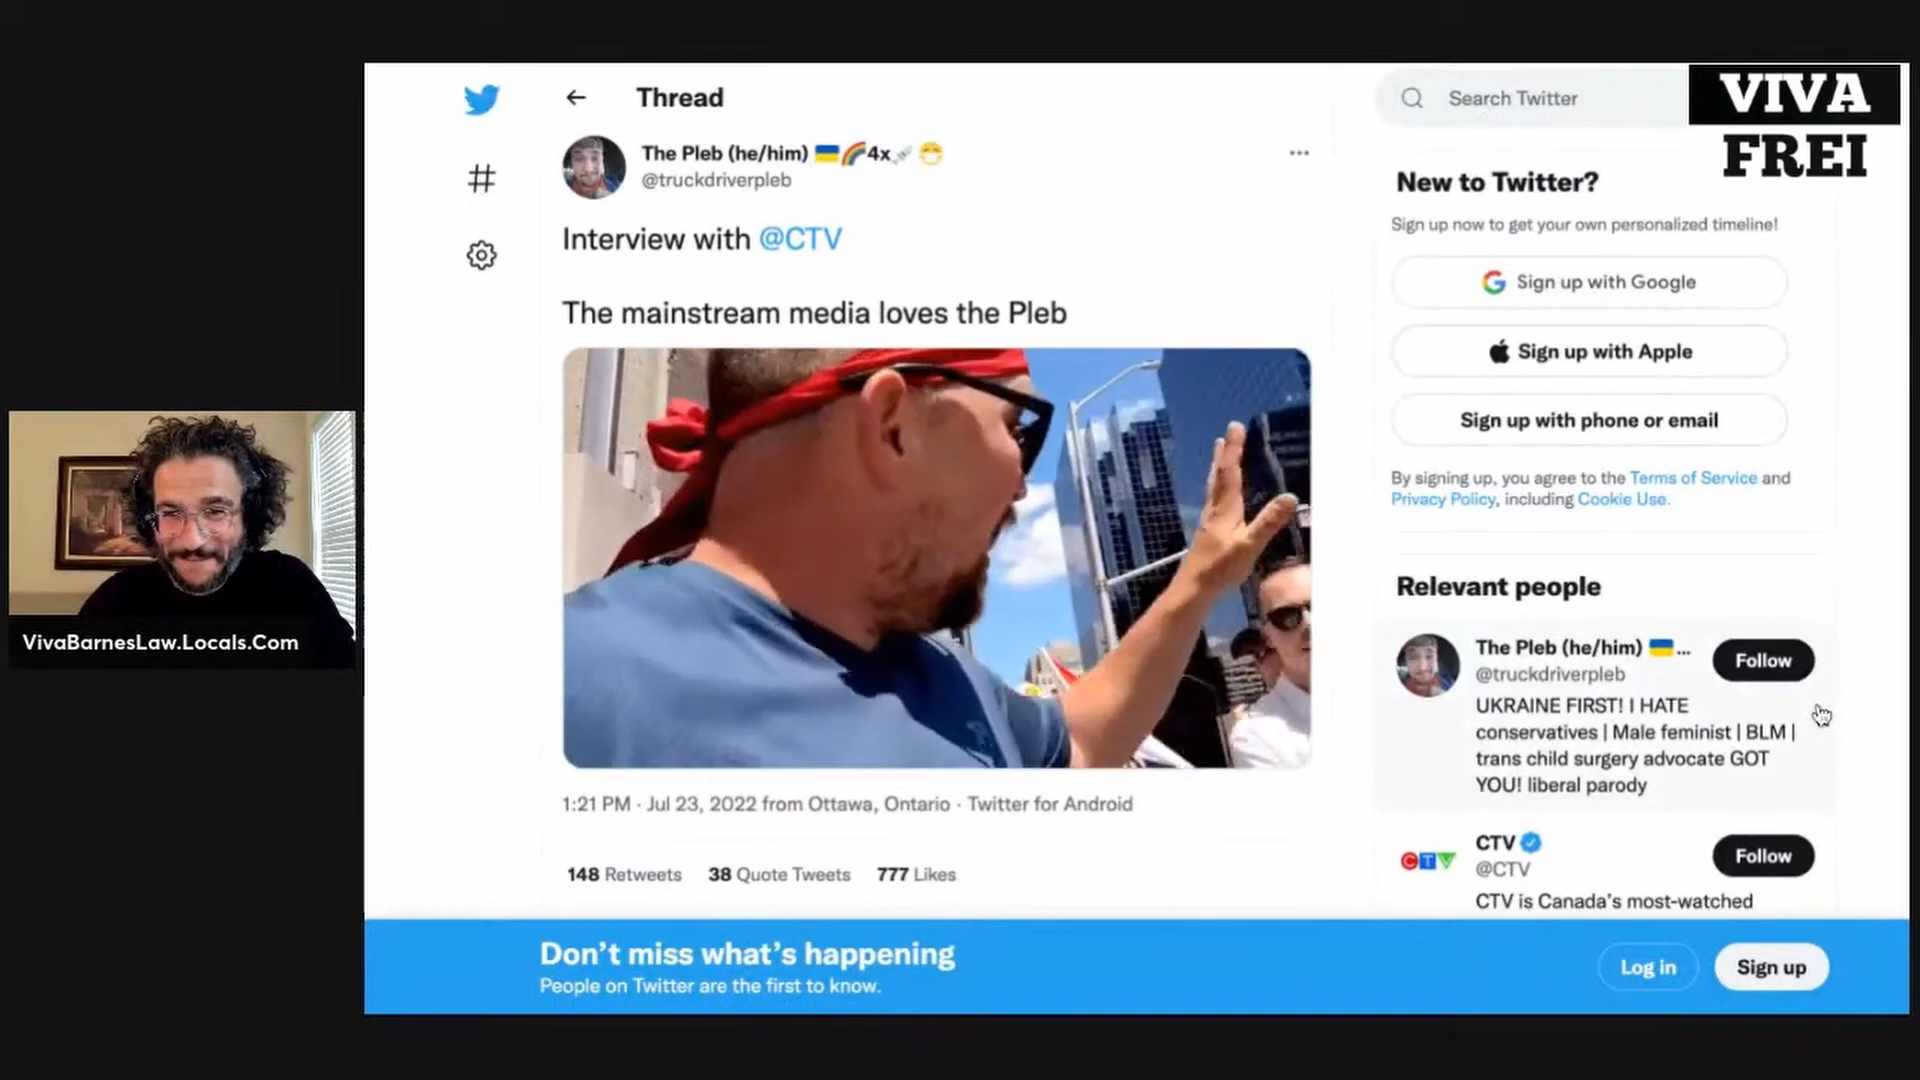 VIVA
FREI
VivaBarnesLaw.Locals.Com
Thread
The Pleb (he/him) 🇺🇦🌈4x💉😷
@truckdriverpleb
Interview with @CTV
The mainstream media loves the Pleb
1:21 PM · Jul 23, 2022 from Ottawa, Ontario · Twitter for Android
148 Retweets 38 Quote Tweets 777 Likes
Search Twitter
New to Twitter?
Sign up now to get your own personalized timeline!
Sign up with Google
Sign up with Apple
Sign up with phone or email
By signing up, you agree to the Terms of Service and
Privacy Policy, including Cookie Use.
Relevant people
The Pleb (he/him) 🇺🇦...
@truckdriverpleb
Follow
UKRAINE FIRST! I HATE
conservatives | Male feminist | BLM |
trans child surgery advocate GOT
YOU! liberal parody
CTV
CTV
@CTV
Follow
CTV is Canada's most-watched
Don't miss what's happening
People on Twitter are the first to know.
Log in
Sign up